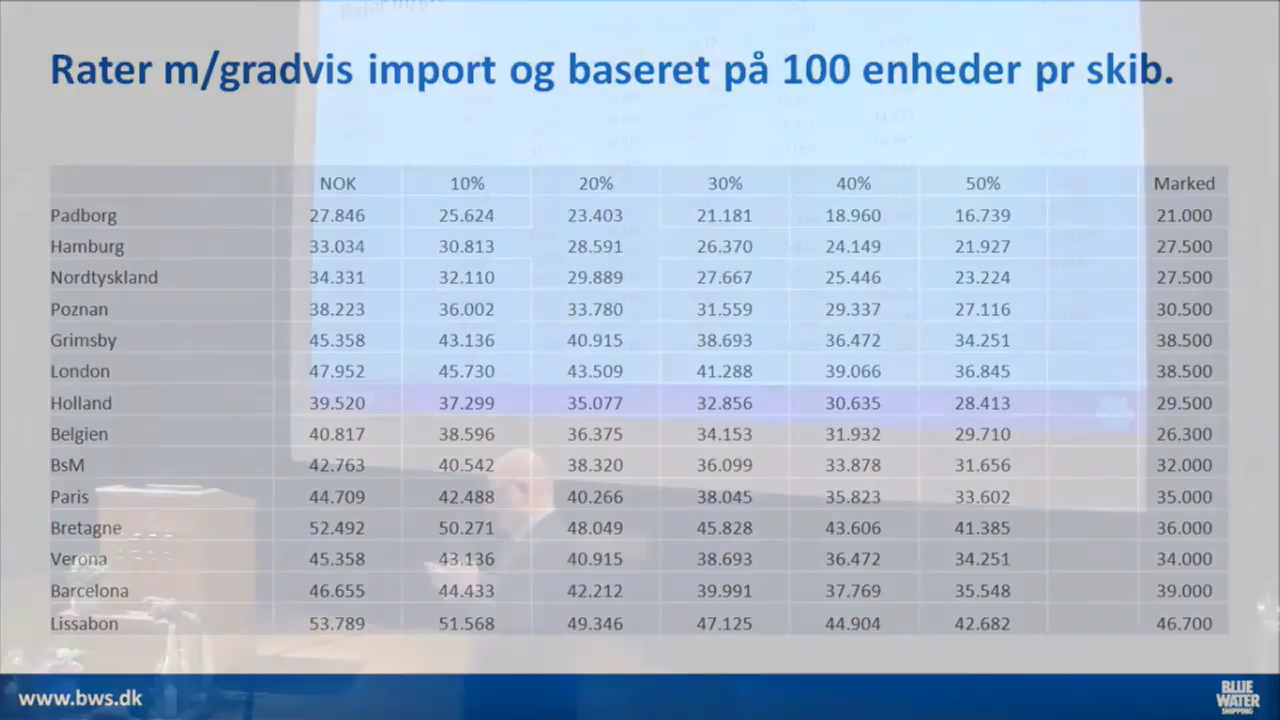 Rater m/gradvis import og baseret på 100 enheder pr skib.
NOK 10% 20% 30% 40% 50% Marked
Padborg 27.846 25.624 23.403 21.181 18.960 16.739 21.000
Hamburg 33.034 30.813 28.591 26.370 24.149 21.927 27.500
Nordtyskland 34.331 32.110 29.889 27.667 25.446 23.224 27.500
Poznan 38.223 36.002 33.780 31.559 29.337 27.116 30.500
Grimsby 45.358 43.136 40.915 38.693 36.472 34.251 38.500
London 47.952 45.730 43.509 41.288 39.066 36.845 38.500
Holland 39.520 37.299 35.077 32.856 30.635 28.413 29.500
Belgien 40.817 38.596 36.375 34.153 31.932 29.710 26.300
BsM 42.763 40.542 38.320 36.099 33.878 31.656 32.000
Paris 44.709 42.488 40.266 38.045 35.823 33.602 35.000
Bretagne 52.492 50.271 48.049 45.828 43.606 41.385 36.000
Verona 45.358 43.136 40.915 38.693 36.472 34.251 34.000
Barcelona 46.655 44.433 42.212 39.991 37.769 35.548 39.000
Lissabon 53.789 51.568 49.346 47.125 44.904 42.682 46.700
www.bws.dk
BLUE
WATER
SHIPPING